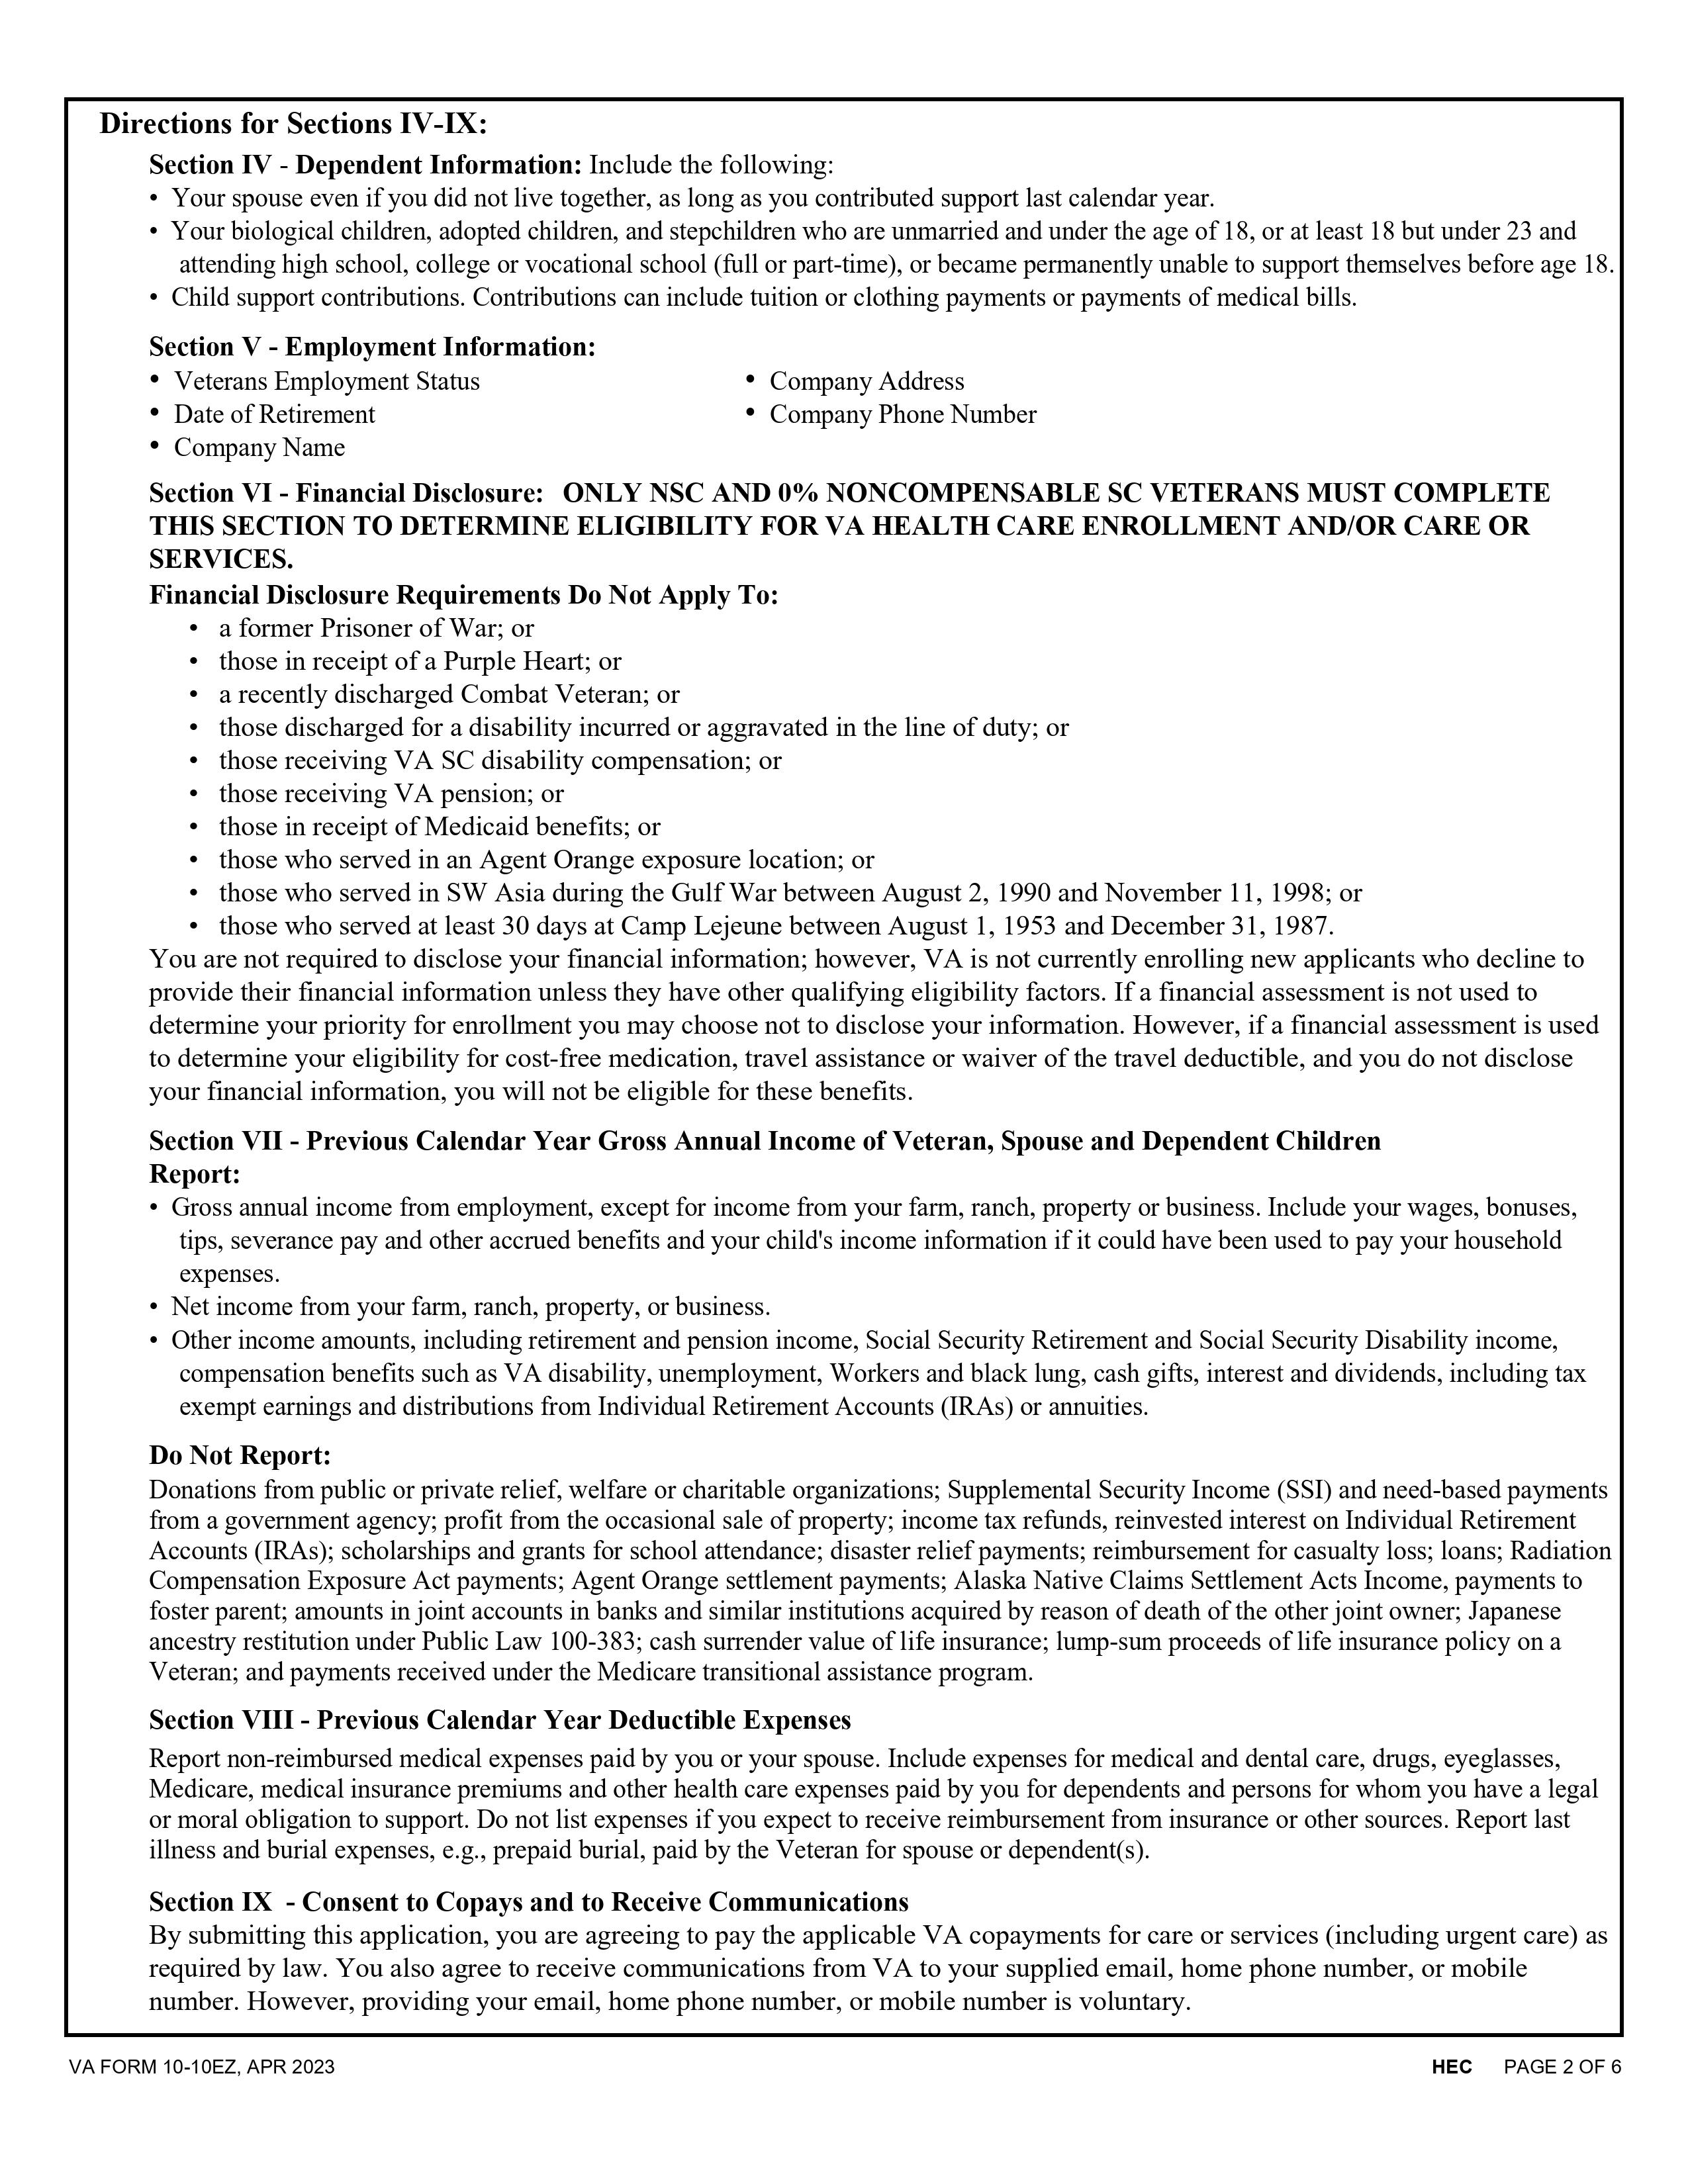 Directions for Sections IV-IX:
Section IV - Dependent Information: Include the following:
• Your spouse even if you did not live together, as long as you contributed support last calendar year.
• Your biological children, adopted children, and stepchildren who are unmarried and under the age of 18, or at least 18 but under 23 and
attending high school, college or vocational school (full or part-time), or became permanently unable to support themselves before age 18.
• Child support contributions. Contributions can include tuition or clothing payments or payments of medical bills.
Section V - Employment Information:
• Veterans Employment Status
• Date of Retirement
• Company Name
• Company Address
• Company Phone Number
Section VI - Financial Disclosure: ONLY NSC AND 0% NONCOMPENSABLE SC VETERANS MUST COMPLETE
THIS SECTION TO DETERMINE ELIGIBILITY FOR VA HEALTH CARE ENROLLMENT AND/OR CARE OR
SERVICES.
Financial Disclosure Requirements Do Not Apply To:
• a former Prisoner of War; or
• those in receipt of a Purple Heart; or
• a recently discharged Combat Veteran; or
• those discharged for a disability incurred or aggravated in the line of duty; or
• those receiving VA SC disability compensation; or
• those receiving VA pension; or
• those in receipt of Medicaid benefits; or
• those who served in an Agent Orange exposure location; or
• those who served in SW Asia during the Gulf War between August 2, 1990 and November 11, 1998; or
• those who served at least 30 days at Camp Lejeune between August 1, 1953 and December 31, 1987.
You are not required to disclose your financial information; however, VA is not currently enrolling new applicants who decline to
provide their financial information unless they have other qualifying eligibility factors. If a financial assessment is not used to
determine your priority for enrollment you may choose not to disclose your information. However, if a financial assessment is used
to determine your eligibility for cost-free medication, travel assistance or waiver of the travel deductible, and you do not disclose
your financial information, you will not be eligible for these benefits.
Section VII - Previous Calendar Year Gross Annual Income of Veteran, Spouse and Dependent Children
Report:
• Gross annual income from employment, except for income from your farm, ranch, property or business. Include your wages, bonuses,
tips, severance pay and other accrued benefits and your child's income information if it could have been used to pay your household
expenses.
• Net income from your farm, ranch, property, or business.
• Other income amounts, including retirement and pension income, Social Security Retirement and Social Security Disability income,
compensation benefits such as VA disability, unemployment, Workers and black lung, cash gifts, interest and dividends, including tax
exempt earnings and distributions from Individual Retirement Accounts (IRAs) or annuities.
Do Not Report:
Donations from public or private relief, welfare or charitable organizations; Supplemental Security Income (SSI) and need-based payments
from a government agency; profit from the occasional sale of property; income tax refunds, reinvested interest on Individual Retirement
Accounts (IRAs); scholarships and grants for school attendance; disaster relief payments; reimbursement for casualty loss; loans; Radiation
Compensation Exposure Act payments; Agent Orange settlement payments; Alaska Native Claims Settlement Acts Income, payments to
foster parent; amounts in joint accounts in banks and similar institutions acquired by reason of death of the other joint owner; Japanese
ancestry restitution under Public Law 100-383; cash surrender value of life insurance; lump-sum proceeds of life insurance policy on a
Veteran; and payments received under the Medicare transitional assistance program.
Section VIII - Previous Calendar Year Deductible Expenses
Report non-reimbursed medical expenses paid by you or your spouse. Include expenses for medical and dental care, drugs, eyeglasses,
Medicare, medical insurance premiums and other health care expenses paid by you for dependents and persons for whom you have a legal
or moral obligation to support. Do not list expenses if you expect to receive reimbursement from insurance or other sources. Report last
illness and burial expenses, e.g., prepaid burial, paid by the Veteran for spouse or dependent(s).
Section IX - Consent to Copays and to Receive Communications
By submitting this application, you are agreeing to pay the applicable VA copayments for care or services (including urgent care) as
required by law. You also agree to receive communications from VA to your supplied email, home phone number, or mobile
number. However, providing your email, home phone number, or mobile number is voluntary.
VA FORM 10-10EZ, APR 2023
HEC PAGE 2 OF 6